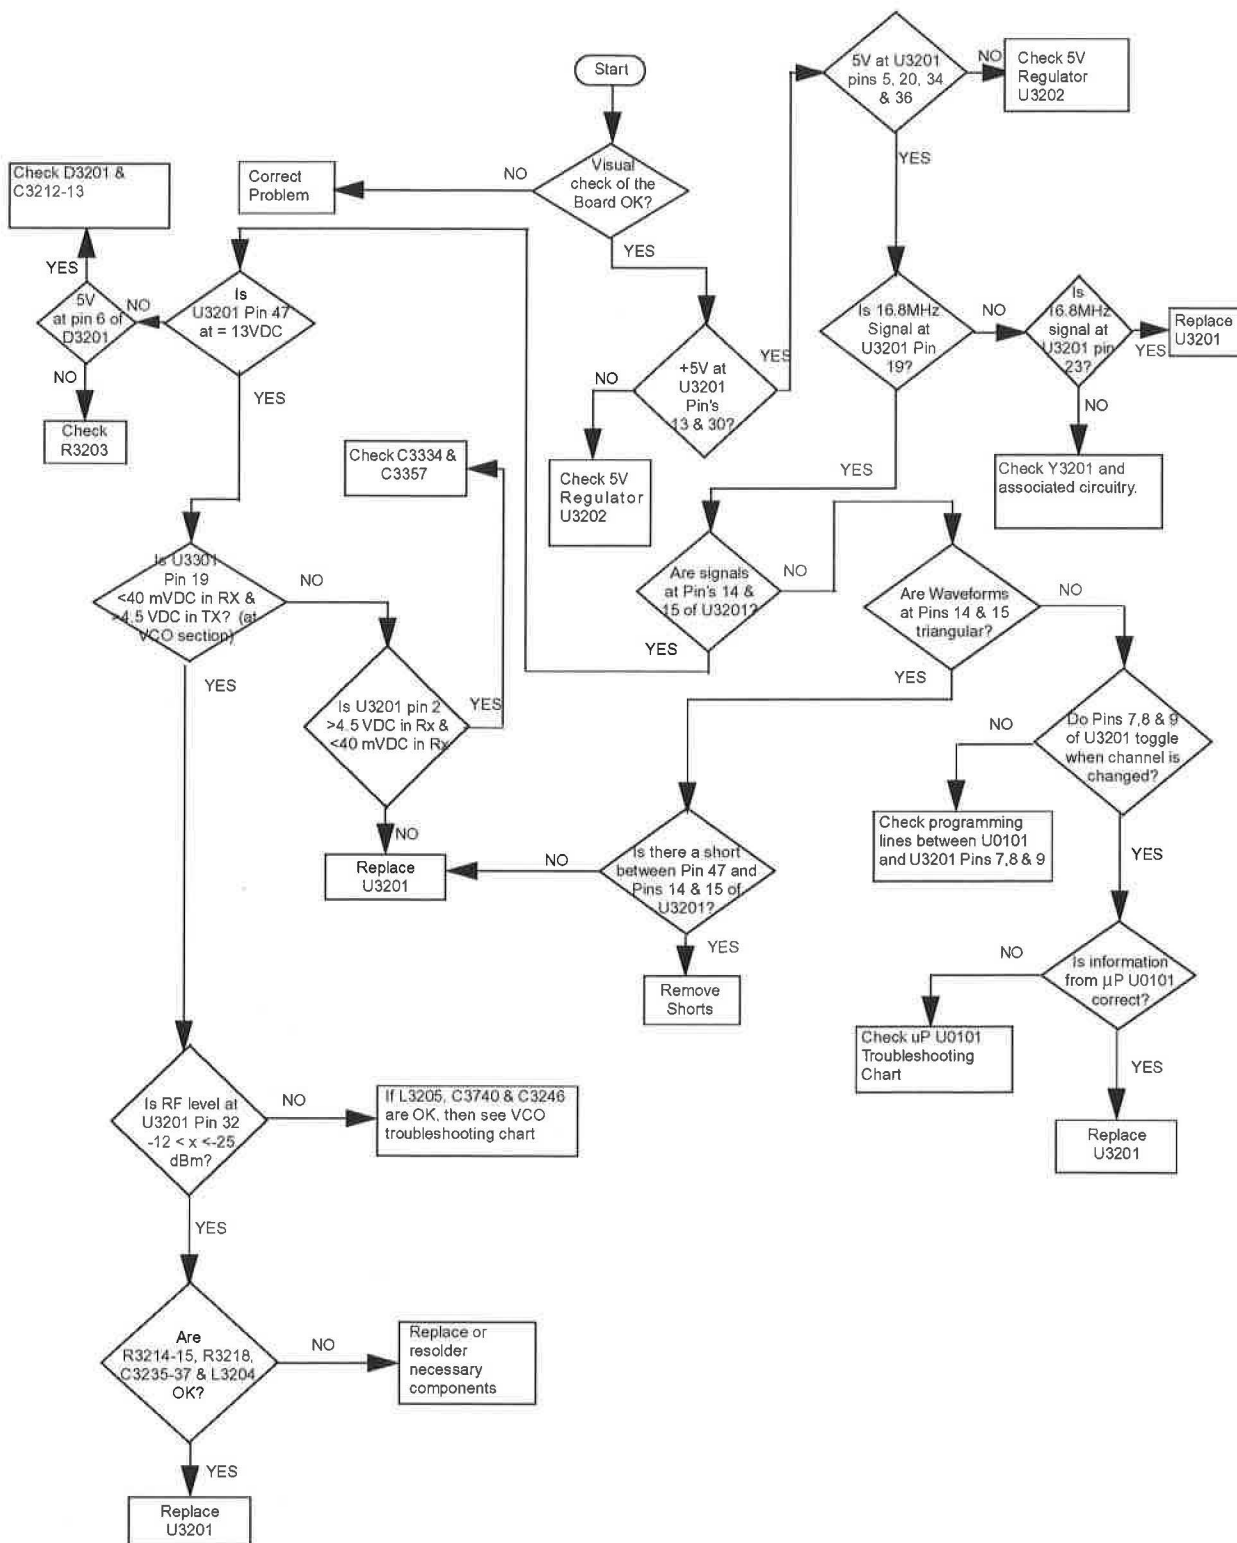 Start
Visual
check of the
Board OK?
NO
Correct
Problem
YES
+5V at
U3201
Pin's
13 & 30?
NO
Check 5V
Regulator
U3202
YES
5V at U3201
pins 5, 20, 34
& 36
NO
Check 5V
Regulator
U3202
YES
Is 16.8MHz
Signal at
U3201 Pin
19?
NO
Is
16.8MHz
signal at
U3201 pin
23?
YES
Replace
U3201
NO
Check Y3201 and
associated circuitry.
YES
Are signals
at Pin's 14 &
15 of U3201?
NO
Are Waveforms
at Pins 14 & 15
triangular?
NO
Do Pins 7,8 & 9
of U3201 toggle
when channel is
changed?
NO
Check programming
lines between U0101
and U3201 Pins 7,8 & 9
YES
Is information
from µP U0101
correct?
NO
Check uP U0101
Troubleshooting
Chart
YES
Replace
U3201
YES
Is there a short
between Pin 47 and
Pins 14 & 15 of
U3201?
NO
YES
Remove
Shorts
YES
Is
U3201 Pin 47
at = 13VDC
NO
5V
at pin 6 of
D3201
YES
Check D3201 &
C3212-13
NO
Check
R3203
YES
Is U3301
Pin 19
<40 mVDC in RX &
>4.5 VDC in TX? (at
VCO section)
NO
Is U3201 pin 2
>4.5 VDC in Rx &
<40 mVDC in Rx
YES
Check C3334 &
C3357
NO
Replace
U3201
YES
Is RF level at
U3201 Pin 32
-12 < x <-25
dBm?
NO
If L3205, C3740 & C3246
are OK, then see VCO
troubleshooting chart
YES
Are
R3214-15, R3218,
C3235-37 & L3204
OK?
NO
Replace or
resolder
necessary
components
YES
Replace
U3201